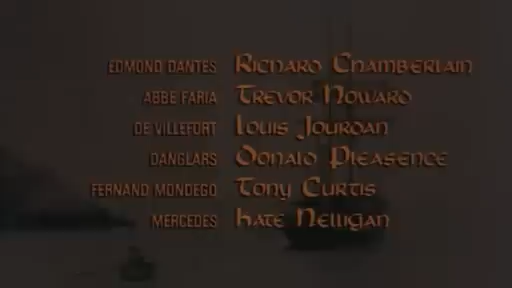 EDMOND DANTES Richard Chamberlain
ABBE FARIA Trevor Howard
DE VILLEFORT Louis Jourdan
DANGLARS Donald Pleasence
FERNAND MONDEGO Tony Curtis
MERCEDES Kate Nelligan